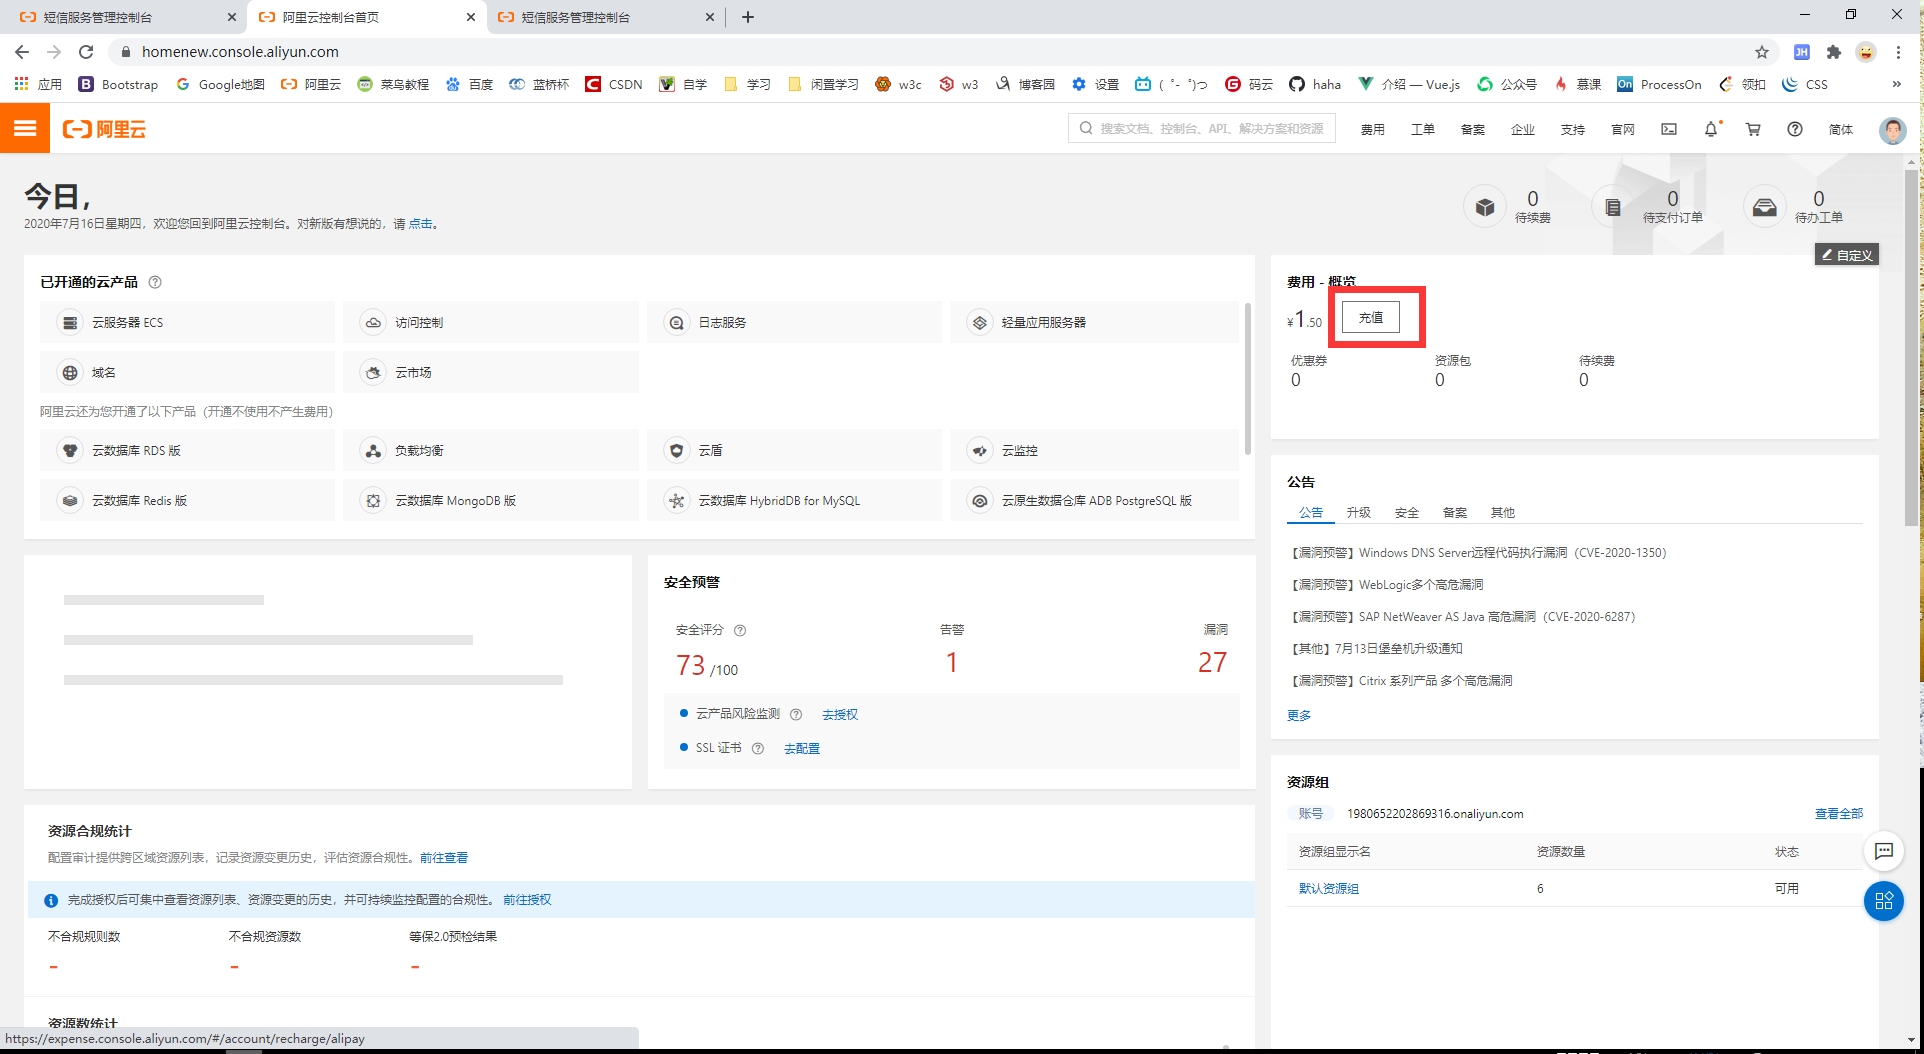 短信服务管理控制台
阿里云控制台首页
短信服务管理控制台
homenew.console.aliyun.com
应用 Bootstrap Google地图 阿里云 菜鸟教程 百度 蓝桥杯 CSDN 自学 学习 闲置学习 w3c w3 博客园 设置 ( ゜- ゜)つ 码云 haha 介绍 — Vue.js 公众号 慕课 ProcessOn 领扣 CSS »
阿里云
搜索文档、控制台、API、解决方案和资源
费用 工单 备案 企业 支持 官网 简体
今日，
2020年7月16日星期四，欢迎您回到阿里云控制台。对新版有想说的，请 点击。
0
待续费
0
待支付订单
0
待办工单
自定义
已开通的云产品
云服务器 ECS 访问控制 日志服务 轻量应用服务器
域名 云市场
阿里云还为您开通了以下产品（开通不使用不产生费用）
云数据库 RDS 版 负载均衡 云盾 云监控
云数据库 Redis 版 云数据库 MongoDB 版 云数据库 HybridDB for MySQL 云原生数据仓库 ADB PostgreSQL 版
费用 - 概览
¥1.50 充值
优惠券 资源包 待续费
0 0 0
公告
公告 升级 安全 备案 其他
【漏洞预警】Windows DNS Server远程代码执行漏洞（CVE-2020-1350）
【漏洞预警】WebLogic多个高危漏洞
【漏洞预警】SAP NetWeaver AS Java 高危漏洞（CVE-2020-6287）
【其他】7月13日堡垒机升级通知
【漏洞预警】Citrix 系列产品 多个高危漏洞
更多
安全预警
安全评分 告警 漏洞
73 /100 1 27
云产品风险监测 去授权
SSL 证书 去配置
资源组
账号 1980652202869316.onaliyun.com 查看全部
资源组显示名 资源数量 状态
默认资源组 6 可用
资源合规统计
配置审计提供跨区域资源列表，记录资源变更历史，评估资源合规性。前往查看
完成授权后可集中查看资源列表、资源变更的历史，并可持续监控配置的合规性。 前往授权
不合规规则数 不合规资源数 等保2.0预检结果
- - -
资源数统计
https://expense.console.aliyun.com/#/account/recharge/alipay